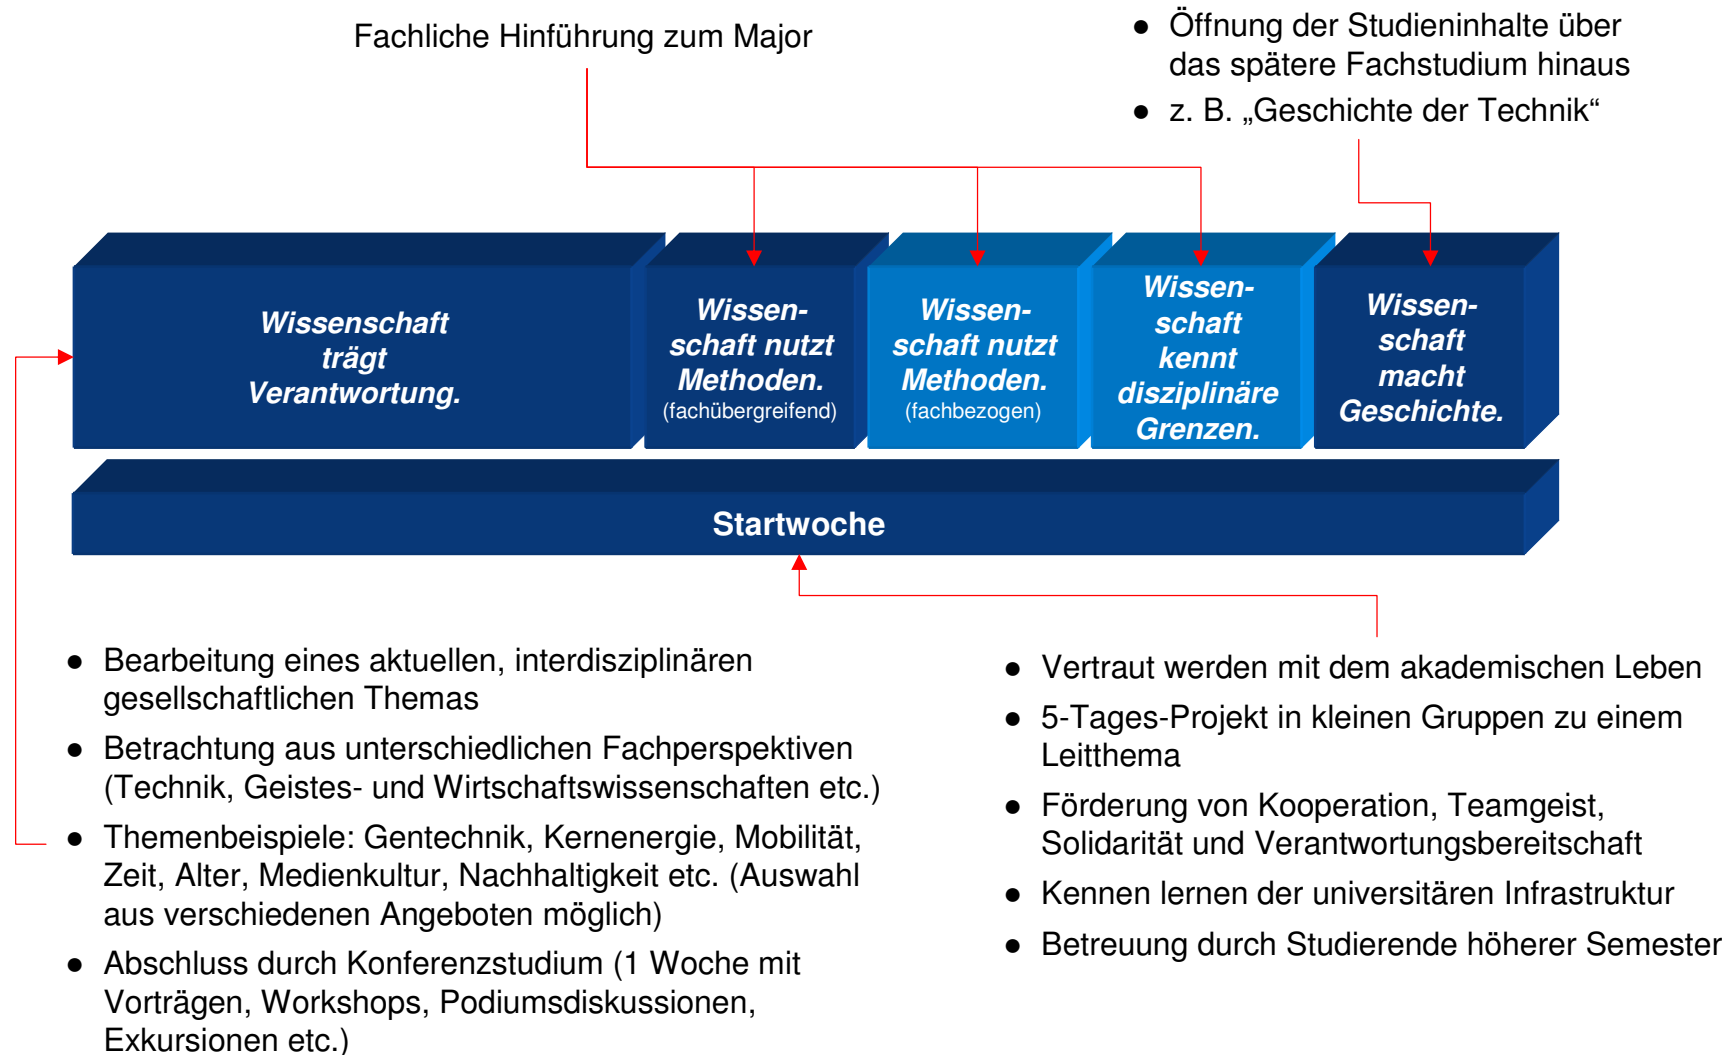 Fachliche Hinführung zum Major
● Öffnung der Studieninhalte über
das spätere Fachstudium hinaus
● z. B. „Geschichte der Technik“
Wissenschaft
trägt
Verantwortung.
Wissen-
schaft nutzt
Methoden.
(fachübergreifend)
Wissen-
schaft nutzt
Methoden.
(fachbezogen)
Wissen-
schaft
kennt
disziplinäre
Grenzen.
Wissen-
schaft
macht
Geschichte.
Startwoche
● Bearbeitung eines aktuellen, interdisziplinären
gesellschaftlichen Themas
● Betrachtung aus unterschiedlichen Fachperspektiven
(Technik, Geistes- und Wirtschaftswissenschaften etc.)
● Themenbeispiele: Gentechnik, Kernenergie, Mobilität,
Zeit, Alter, Medienkultur, Nachhaltigkeit etc. (Auswahl
aus verschiedenen Angeboten möglich)
● Abschluss durch Konferenzstudium (1 Woche mit
Vorträgen, Workshops, Podiumsdiskussionen,
Exkursionen etc.)
● Vertraut werden mit dem akademischen Leben
● 5-Tages-Projekt in kleinen Gruppen zu einem
Leitthema
● Förderung von Kooperation, Teamgeist,
Solidarität und Verantwortungsbereitschaft
● Kennen lernen der universitären Infrastruktur
● Betreuung durch Studierende höherer Semester